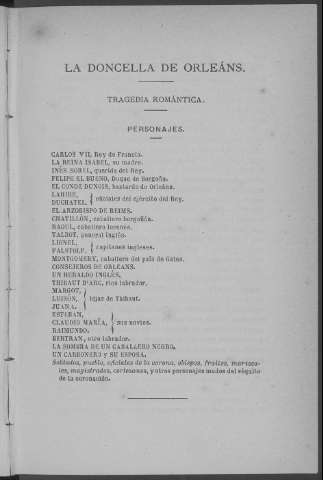 LA DONCELLA DE ORLEÁNS.
TRAGEDIA ROMÁNTICA.
PERSONAJES.
CARLOS VII, Rey de Francia.
LA REINA ISABEL, su madre.
INÉS SOREL, querida del Rey.
FELIPE EL BUENO, Duque de Borgoña.
EL CONDE DUNOIS, bastardo de Orleáns.
LAHIRE,
DUCHATEL, oficiales del ejército del Rey.
EL ARZOBISPO DE REIMS.
CHATILLON, caballero borgoñón.
RAOUL, caballero lorenés.
TALBOT, general inglés.
LIONEL,
FALSTOLF, capitanes ingleses.
MONTGOMERY, caballero del país de Gales.
CONSEJEROS DE ORLEANS.
UN HERALDO INGLÉS.
THIBAUT D'ARC, rico labrador.
MARGOT,
LUISÓN, hijas de Thibaut.
JUANA,
ESTEBAN,
CLAUDIO MARÍA, sus novios.
RAIMUNDO.
BERTRAN, otro labrador.
LA SOMBRA DE UN CABALLERO NEGRO.
UN CARBONERO Y SU ESPOSA.
Soldados, pueblo, oficiales de la corona, obispos, frailes, marisca-
les, magistrados, cortesanos, y otros personajes mudos del séquito
de la coronación.